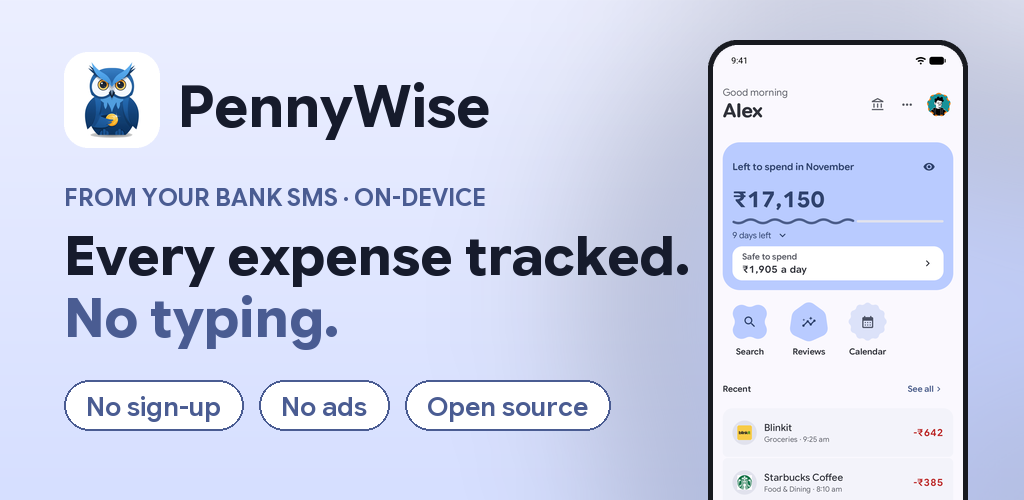 PennyWise
FROM YOUR BANK SMS · ON-DEVICE
Every expense tracked.
No typing.
No sign-up
No ads
Open source
9:41
Good morning
Alex
Left to spend in November
₹17,150
9 days left
Safe to spend
₹1,905 a day
Search
Reviews
Calendar
Recent
See all
blinkit
Blinkit
Groceries · 9:25 am
-₹642
Starbucks Coffee
Food & Dining · 8:10 am
-₹385